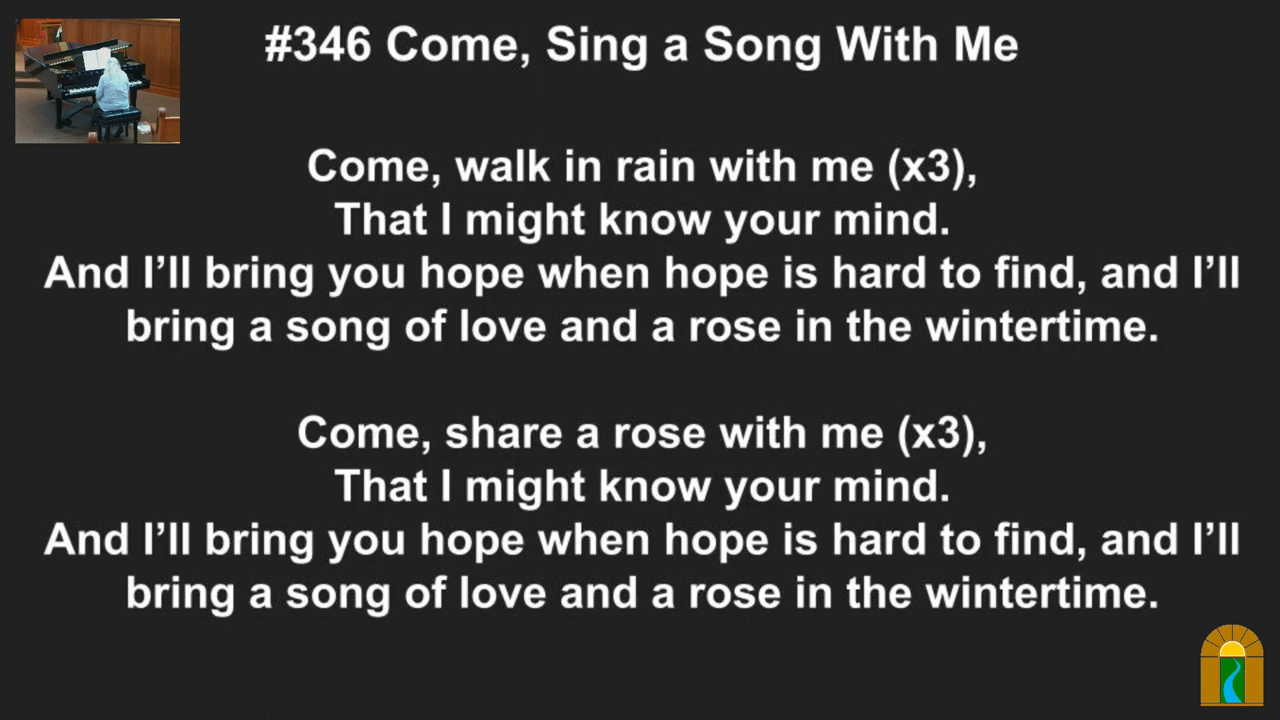 #346 Come, Sing a Song With Me
Come, walk in rain with me (x3),
That I might know your mind.
And I’ll bring you hope when hope is hard to find, and I’ll
bring a song of love and a rose in the wintertime.
Come, share a rose with me (x3),
That I might know your mind.
And I’ll bring you hope when hope is hard to find, and I’ll
bring a song of love and a rose in the wintertime.